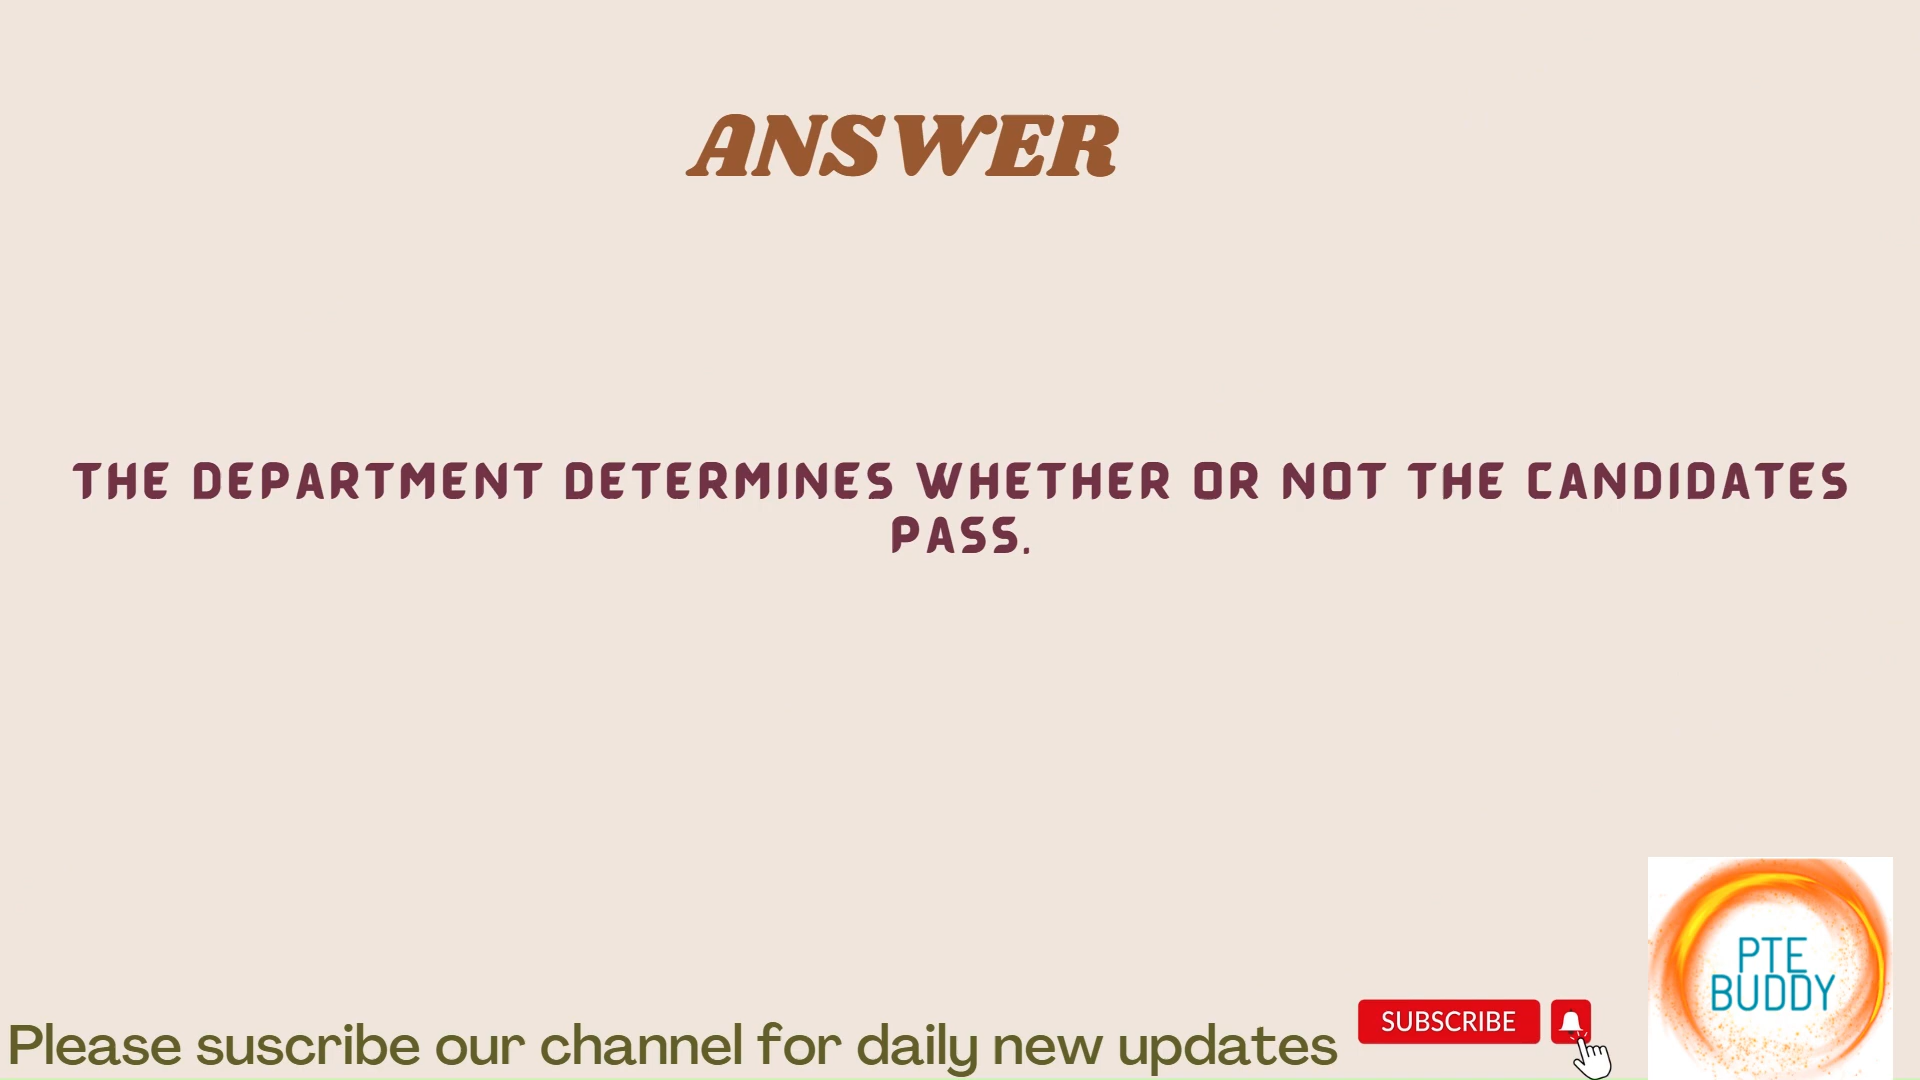 ANSWER
THE DEPARTMENT DETERMINES WHETHER OR NOT THE CANDIDATES
PASS.
PTE
BUDDY
SUBSCRIBE
Please suscribe our channel for daily new updates